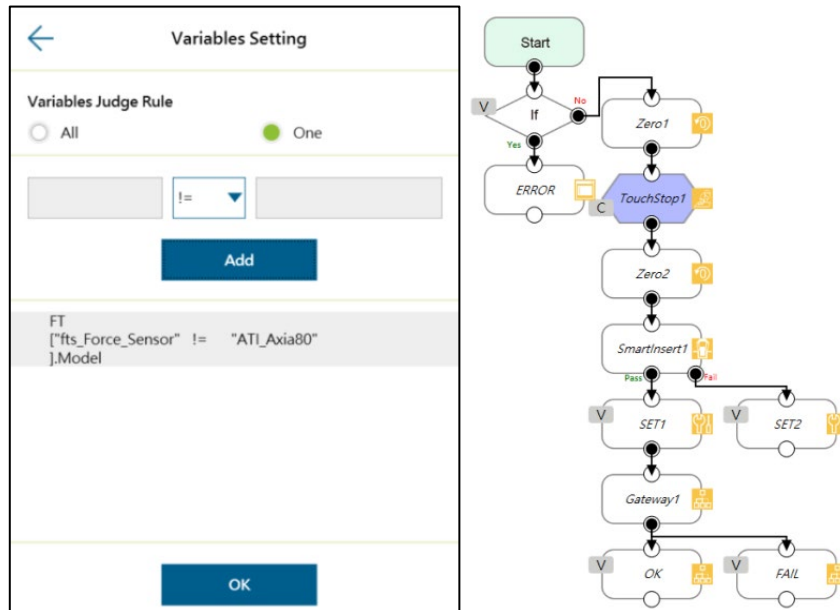 Variables Setting
Variables Judge Rule
All
One
!=
Add
FT
["fts_Force_Sensor" != "ATI_Axia80"
].Model
OK
Start
V
If
No
Yes
Zero1
ERROR
C
TouchStop1
Zero2
SmartInsert1
Pass
Fail
V
SET1
V
SET2
Gateway1
V
OK
V
FAIL